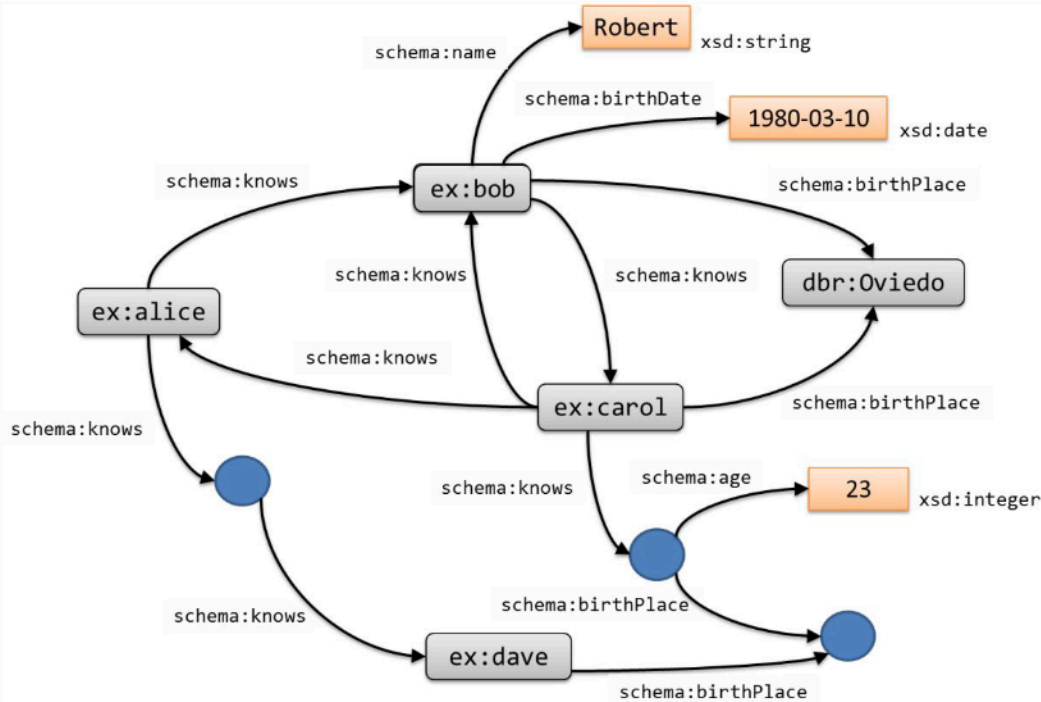 Robert
xsd:string
schema:name
schema:birthDate
1980-03-10
xsd:date
schema:knows
ex:bob
schema:birthPlace
schema:knows
schema:knows
dbr:Oviedo
ex:alice
schema:knows
ex:carol
schema:birthPlace
schema:knows
schema:knows
schema:age
23
xsd:integer
schema:knows
schema:birthPlace
ex:dave
schema:birthPlace